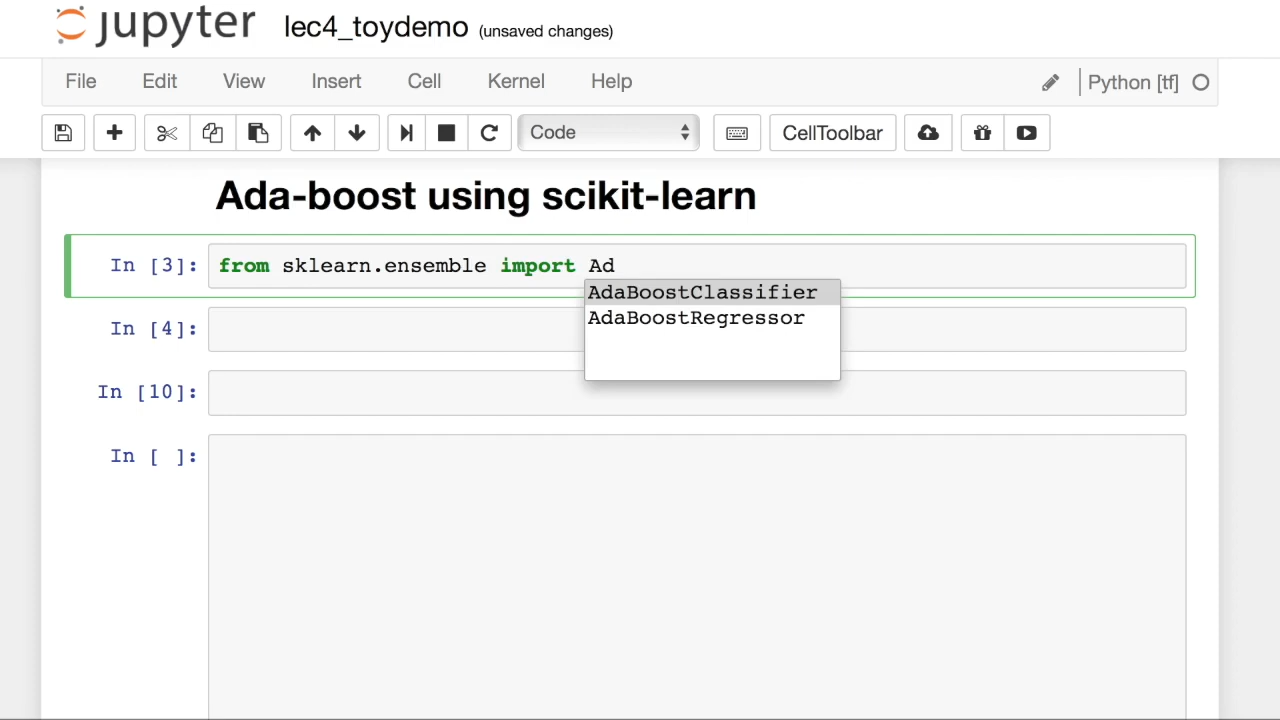 jupyter lec4_toydemo (unsaved changes)
File Edit View Insert Cell Kernel Help Python [tf]
Code CellToolbar
Ada-boost using scikit-learn
In [3]: from sklearn.ensemble import Ad
AdaBoostClassifier
AdaBoostRegressor
In [4]:
In [10]:
In [ ]: